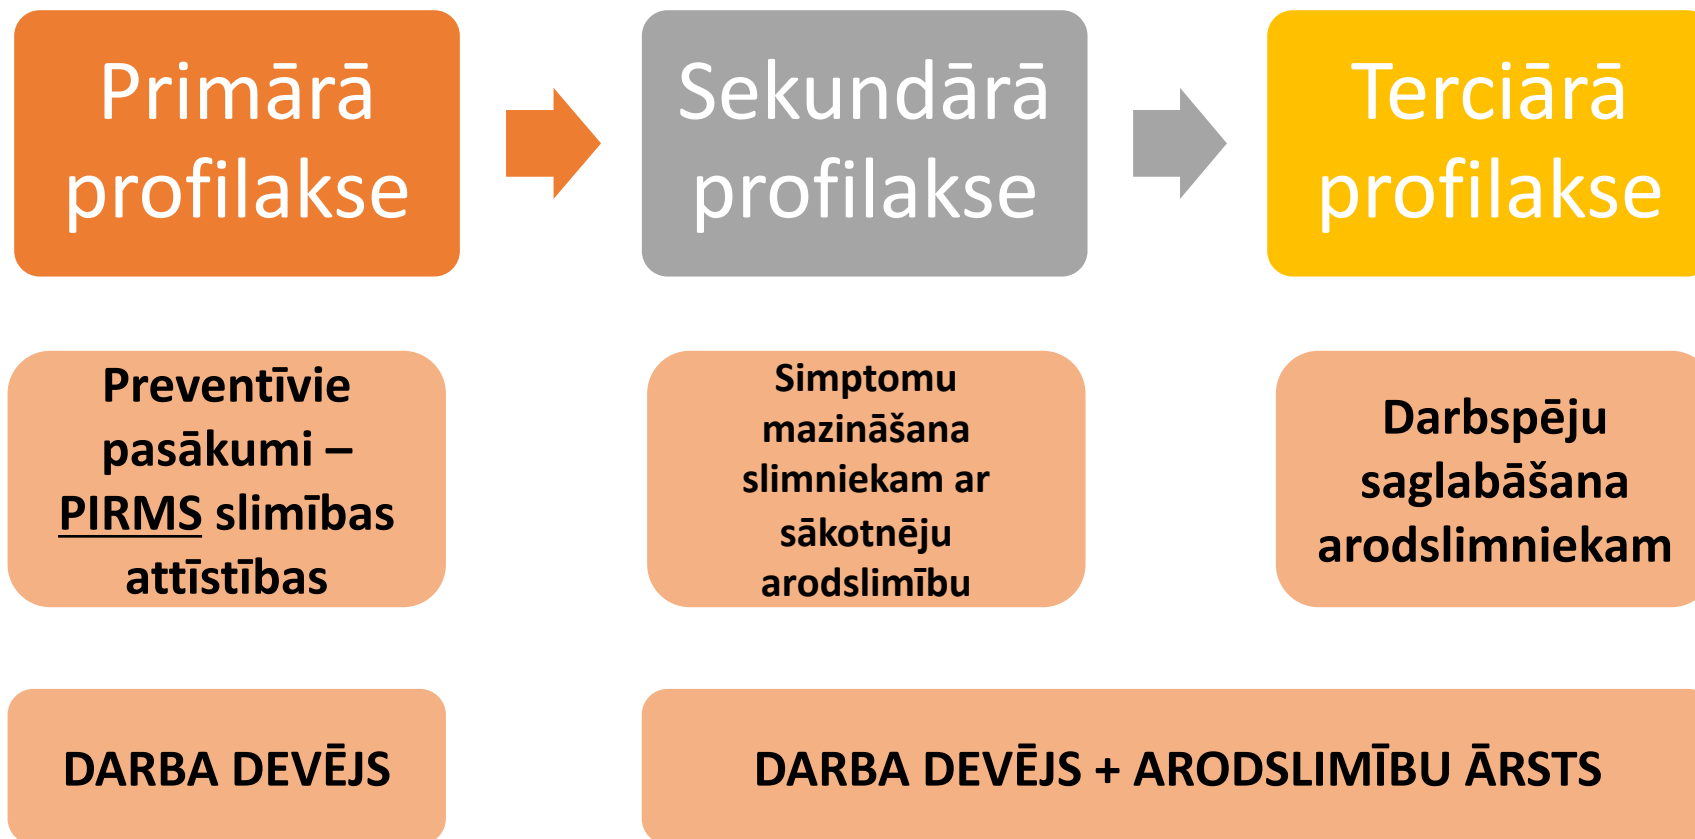 Primārā
profilakse
Sekundārā
profilakse
Terciārā
profilakse
Preventīvie
pasākumi –
PIRMS slimības
attīstības
Simptomu
mazināšana
slimniekam ar
sākotnēju
arodslimību
Darbspēju
saglabāšana
arodslimniekam
DARBA DEVĒJS
DARBA DEVĒJS + ARODSLIMĪBU ĀRSTS